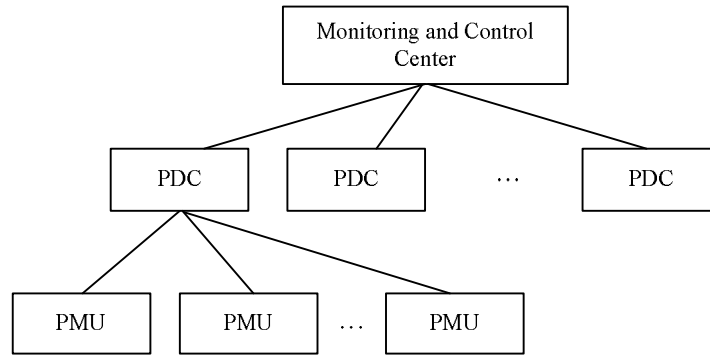 Monitoring and Control
Center
PDC
PDC
...
PDC
PMU
PMU
...
PMU